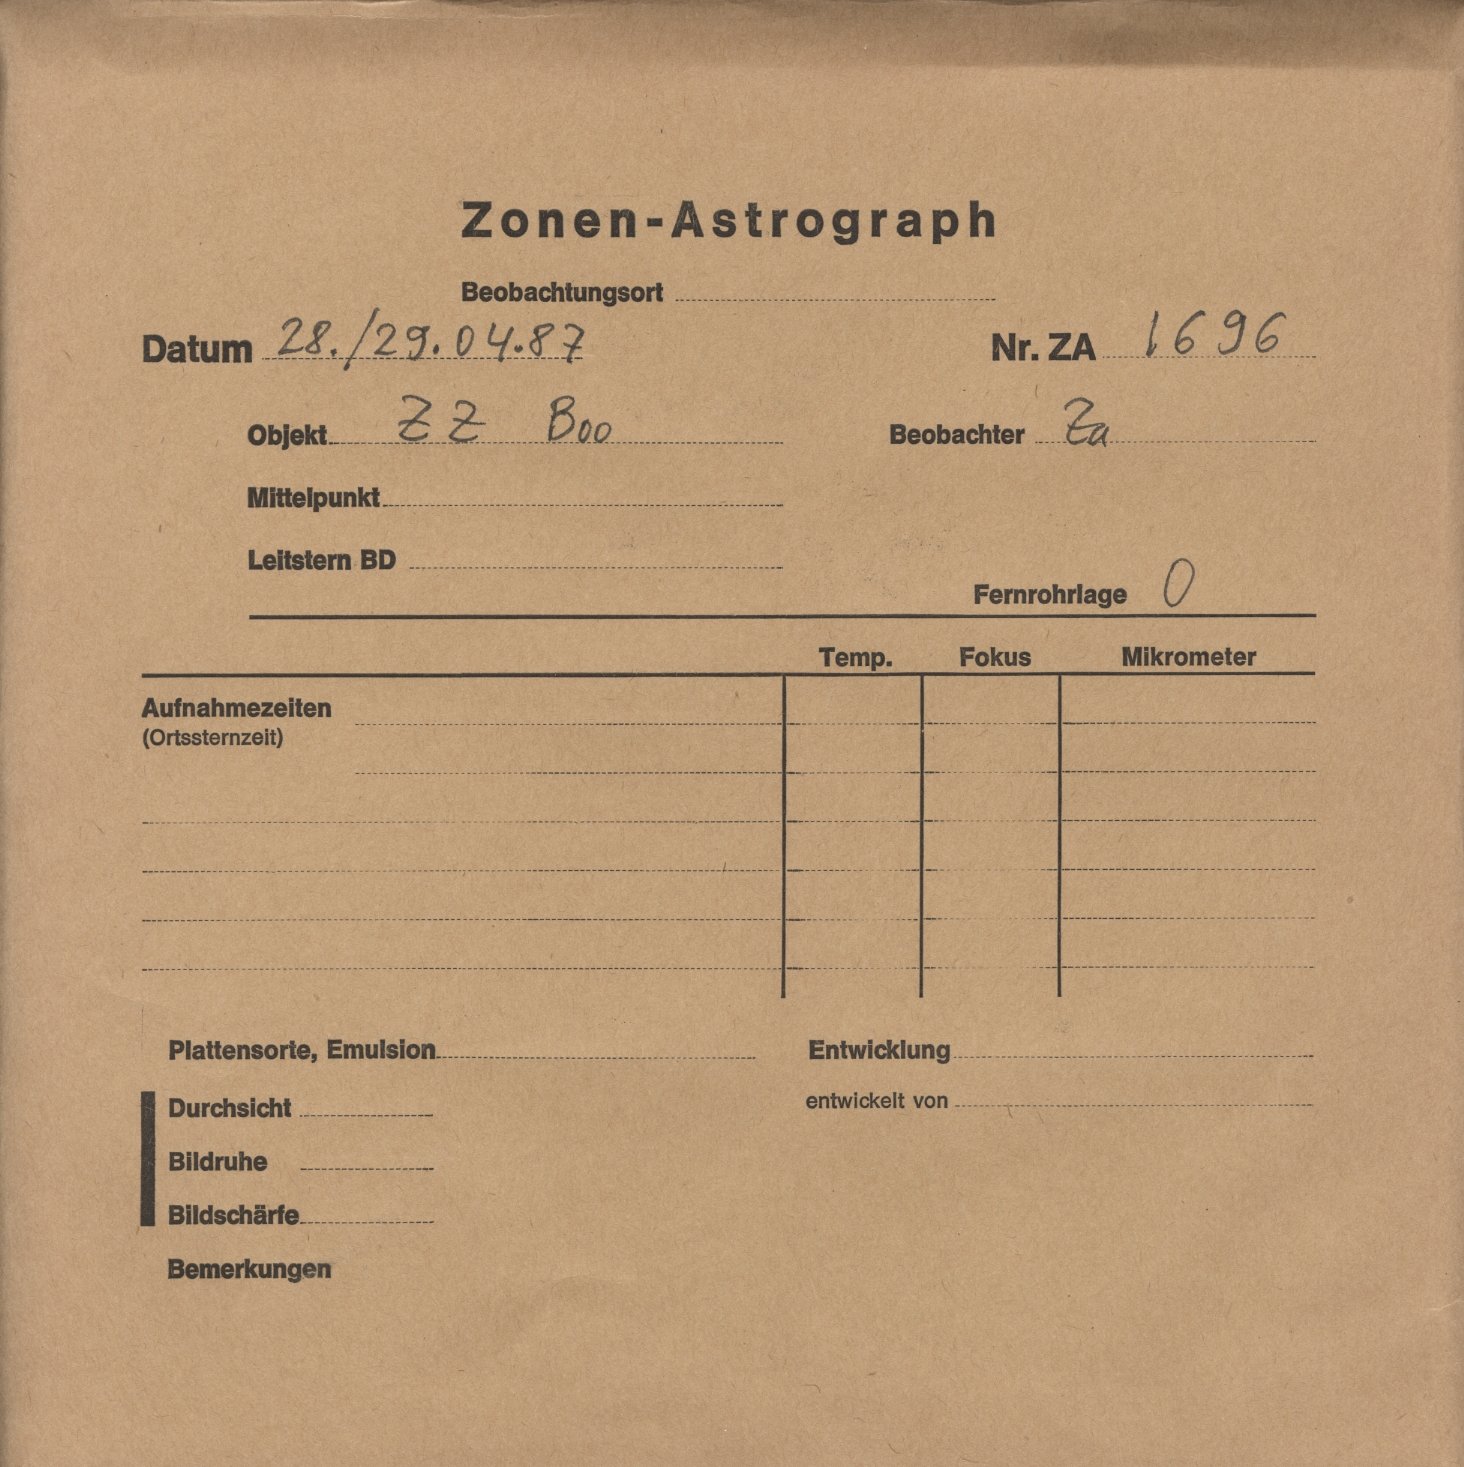 Zonen-Astrograph
Beobachtungsort
Datum 28./29.04.87 Nr. ZA 1696
Objekt ZZ Boo Beobachter Za
Mittelpunkt
Leitstern BD
Fernrohrlage O
Temp. Fokus Mikrometer
Aufnahmezeiten
(Ortssternzeit)
Plattensorte, Emulsion Entwicklung
Durchsicht entwickelt von
Bildruhe
Bildschärfe
Bemerkungen